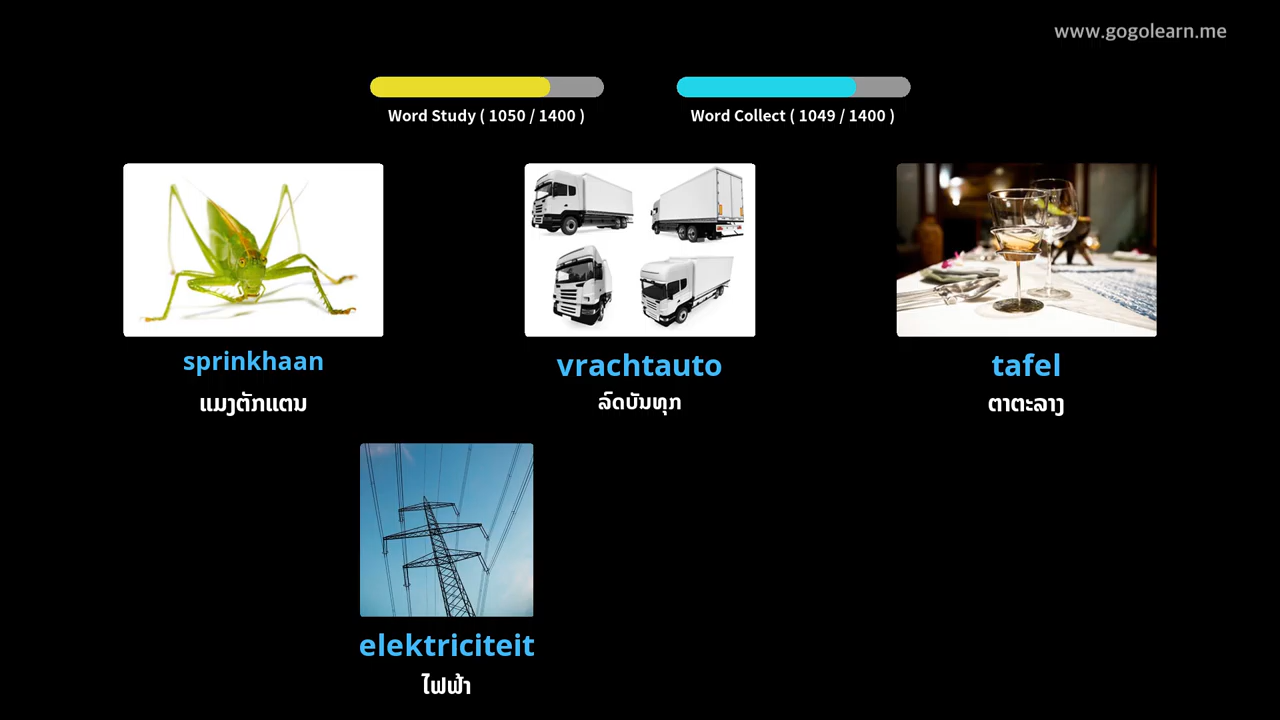 www.gogolearn.me
Word Study ( 1050 / 1400 )
Word Collect ( 1049 / 1400 )
sprinkhaan
ແມງຕັກແຕນ
vrachtauto
ລົດບັນທຸກ
tafel
ຕາຕະລາງ
elektriciteit
ໄຟຟ້າ